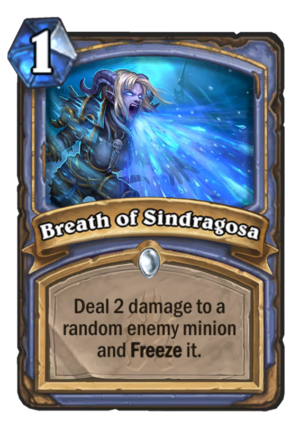 1
Breath of Sindragosa
Deal 2 damage to a
random enemy minion
and Freeze it.